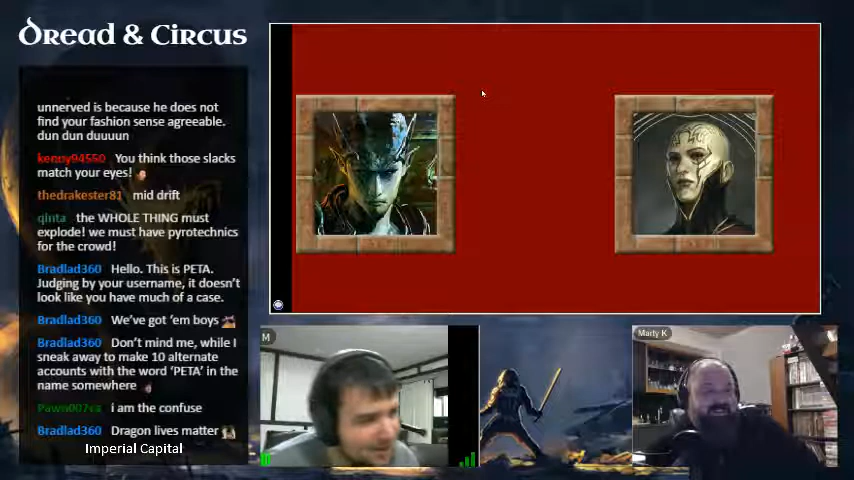 Dread & Circus
unnerved is because he does not
find your fashion sense agreeable.
dun dun duuuun
kenny94550 You think those slacks
match your eyes!
thedrakester81 mid drift
qinta the WHOLE THING must
explode! we must have pyrotechnics
for the crowd!
Bradlad360 Hello. This is PETA.
Judging by your username, it doesn't
look like you have much of a case.
Bradlad360 We've got 'em boys
Bradlad360 Don't mind me, while I
sneak away to make 10 alternate
accounts with the word 'PETA' in the
name somewhere
i am the confuse
Bradlad360 Dragon lives matter
Imperial Capital
M
Marty K